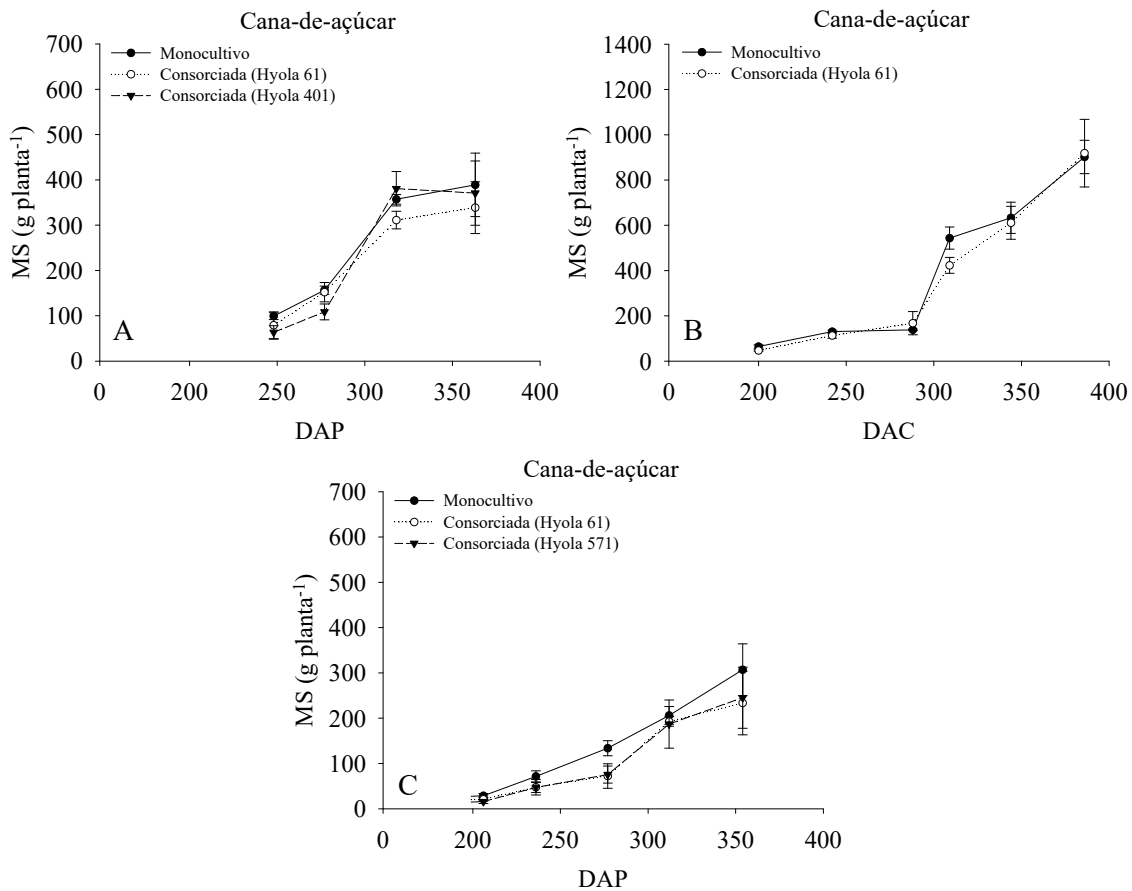 Cana-de-açúcar
700
600
500
400
300
200
100
0
MS (g planta-1)
Monocultivo
Consorciada (Hyola 61)
Consorciada (Hyola 401)
A
0 200 250 300 350 400
DAP
Cana-de-açúcar
1400
1200
1000
800
600
400
200
0
MS (g planta-1)
Monocultivo
Consorciada (Hyola 61)
B
0 200 250 300 350 400
DAC
Cana-de-açúcar
700
600
500
400
300
200
100
0
MS (g planta-1)
Monocultivo
Consorciada (Hyola 61)
Consorciada (Hyola 571)
C
0 200 250 300 350 400
DAP